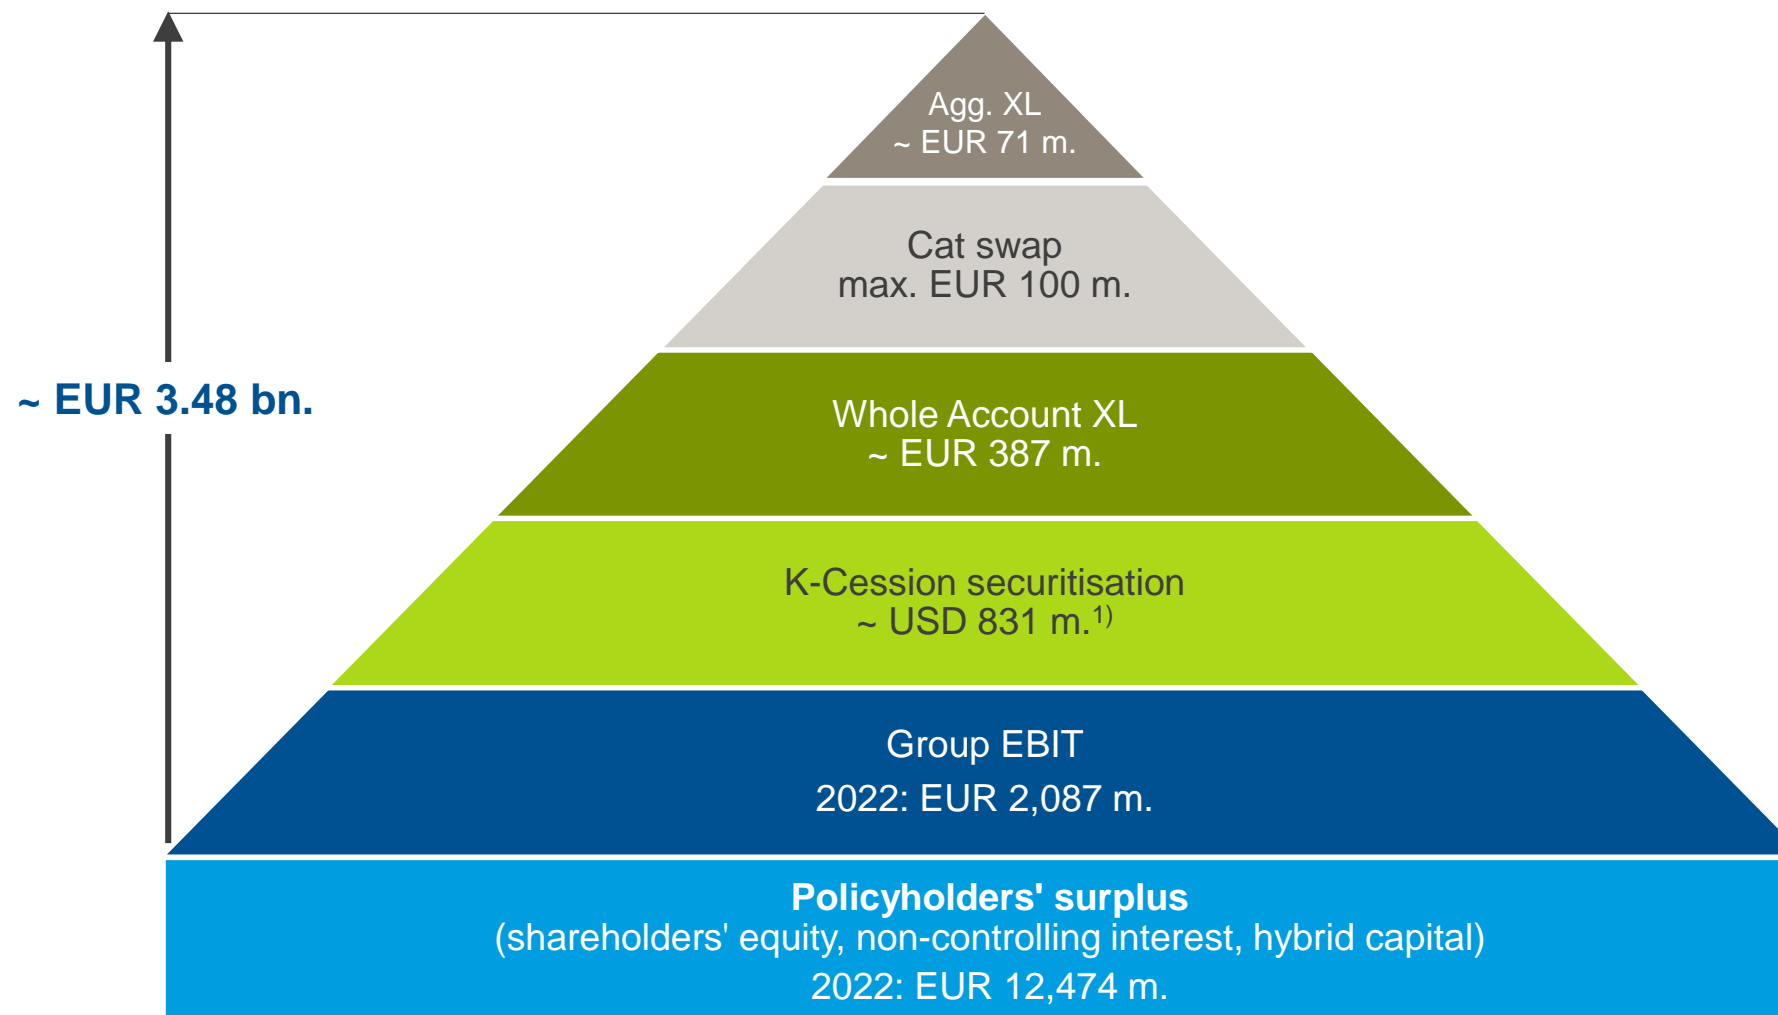 Agg. XL
~ EUR 71 m.
Cat swap
max. EUR 100 m.
~ EUR 3.48 bn.
Whole Account XL
~ EUR 387 m.
K-Cession securitisation
~ USD 831 m.1)
Group EBIT
2022: EUR 2,087 m.
Policyholders' surplus
(shareholders' equity, non-controlling interest, hybrid capital)
2022: EUR 12,474 m.